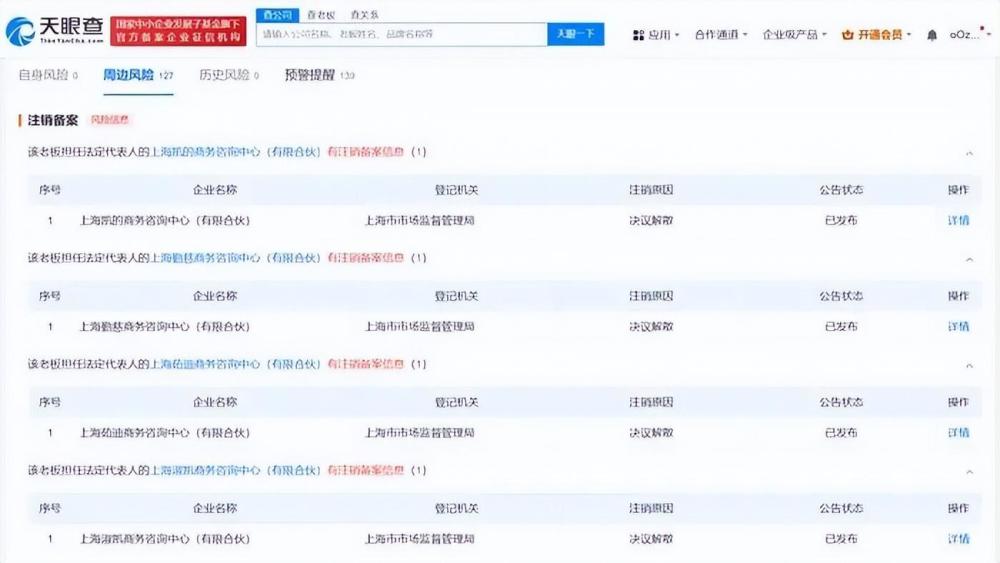 天眼查
TianYanCha.com
国家中小企业发展子基金旗下
官方备案企业征信机构
查公司 查老板 查关系
请输入公司名称、老板姓名、品牌名称等 天眼一下
应用 合作通道 企业级产品 开通会员 oOz...
自身风险 0 周边风险 127 历史风险 0 预警提醒 130
注销备案 风险信息
该老板担任法定代表人的上海凯的商务咨询中心（有限合伙）有注销备案信息（1）
序号 企业名称 登记机关 注销原因 公告状态 操作
1 上海凯的商务咨询中心（有限合伙） 上海市市场监督管理局 决议解散 已发布 详情
该老板担任法定代表人的上海勤慈商务咨询中心（有限合伙）有注销备案信息（1）
序号 企业名称 登记机关 注销原因 公告状态 操作
1 上海勤慈商务咨询中心（有限合伙） 上海市市场监督管理局 决议解散 已发布 详情
该老板担任法定代表人的上海茹迪商务咨询中心（有限合伙）有注销备案信息（1）
序号 企业名称 登记机关 注销原因 公告状态 操作
1 上海茹迪商务咨询中心（有限合伙） 上海市市场监督管理局 决议解散 已发布 详情
该老板担任法定代表人的上海淑凯商务咨询中心（有限合伙）有注销备案信息（1）
序号 企业名称 登记机关 注销原因 公告状态 操作
1 上海淑凯商务咨询中心（有限合伙） 上海市市场监督管理局 决议解散 已发布 详情